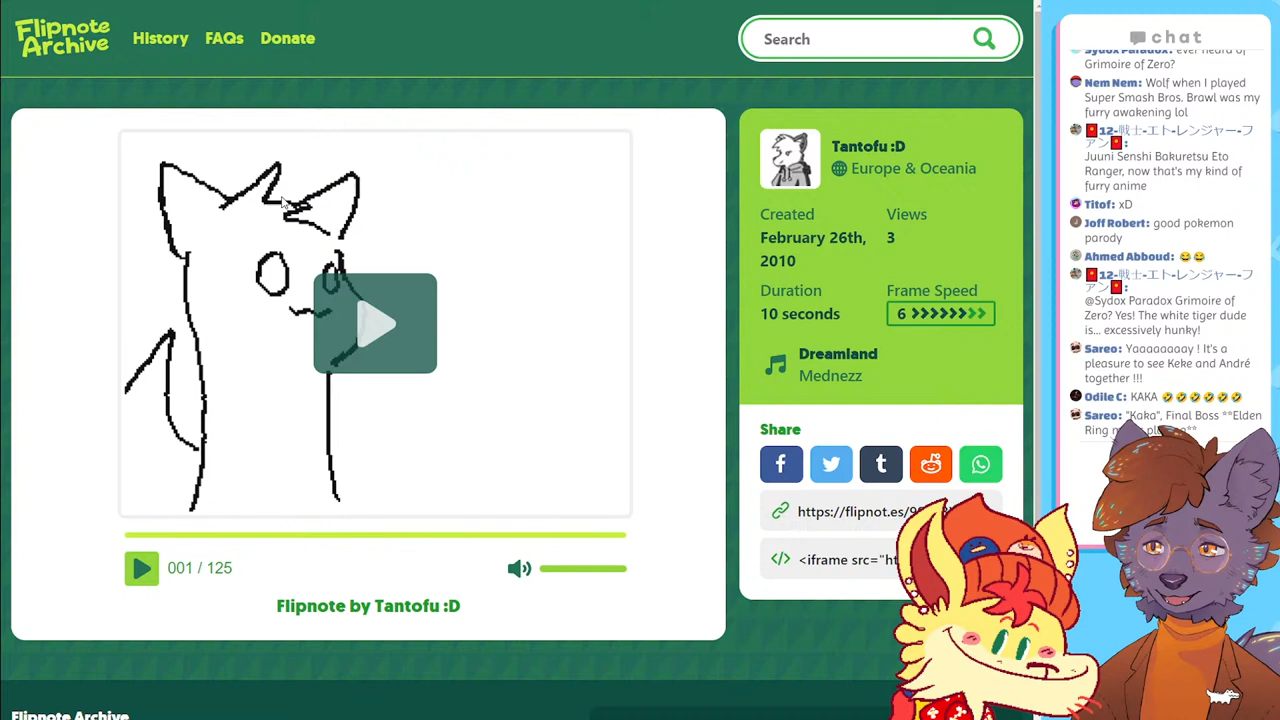 Flipnote
Archive
History
FAQs
Donate
Search
Tantofu :D
Europe & Oceania
Created
February 26th,
2010
Views
3
Duration
10 seconds
Frame Speed
6
Dreamland
Mednezz
Share
https://flipnot.es/9
<iframe src="ht
001 / 125
Flipnote by Tantofu :D
Flipnote Archive
chat
Sydox Paradox: ever heard of
Grimoire of Zero?
Nem Nem: Wolf when I played
Super Smash Bros. Brawl was my
furry awakening lol
12-戦士-エト-レンジャー-フ
ァン:
Juuni Senshi Bakuretsu Eto
Ranger, now that's my kind of
furry anime
Titof: xD
Joff Robert: good pokemon
parody
Ahmed Abboud: 😂😂
12-戦士-エト-レンジャー-フ
ァン:
@Sydox Paradox Grimoire of
Zero? Yes! The white tiger dude
is... excessively hunky!
Sareo: Yaaaaaaaay ! It's a
pleasure to see Keke and André
together !!!
Odile C: KAKA 🤣🤣🤣🤣🤣🤣
Sareo: "Kaka", Final Boss **Elden
Ring